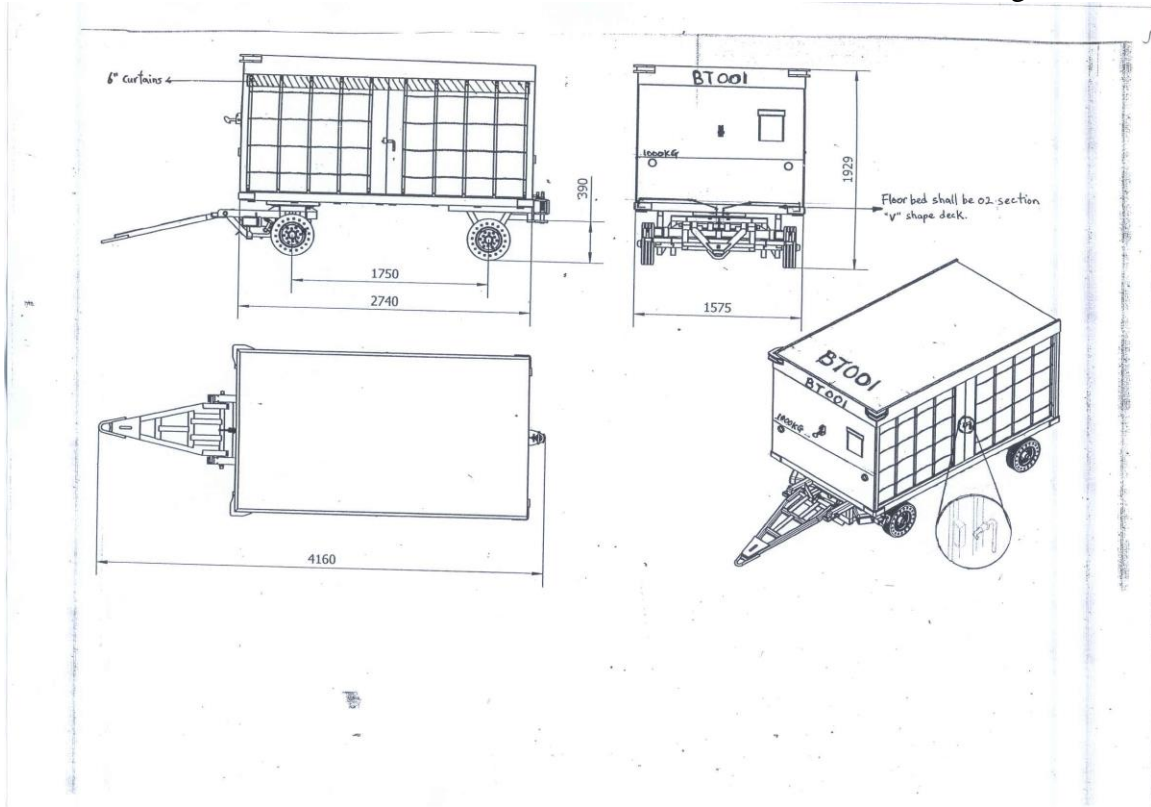 6" curtains
390
1750
2740
BT001
1000KG
1929
Floor bed shall be 02 section
"V" shape deck.
1575
4160
BT001
BT001
1000KG